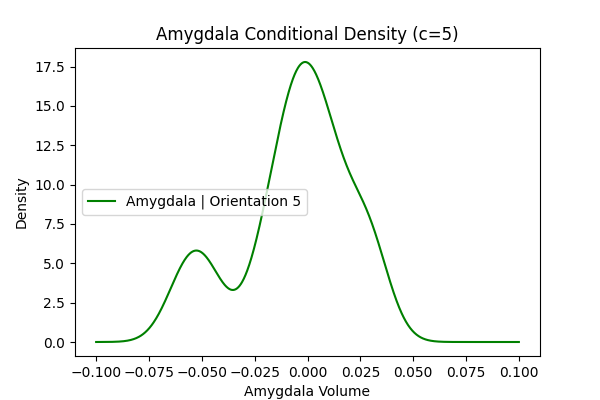 Amygdala Conditional Density (c=5)
17.5
15.0
12.5
10.0
7.5
5.0
2.5
0.0
Density
Amygdala | Orientation 5
−0.100 −0.075 −0.050 −0.025 0.000 0.025 0.050 0.075 0.100
Amygdala Volume